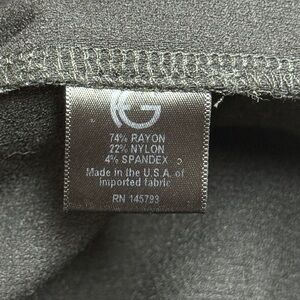 G
74% RAYON
22% NYLON
4% SPANDEX
Made in the U.S.A. of
imported fabric
RN 145793